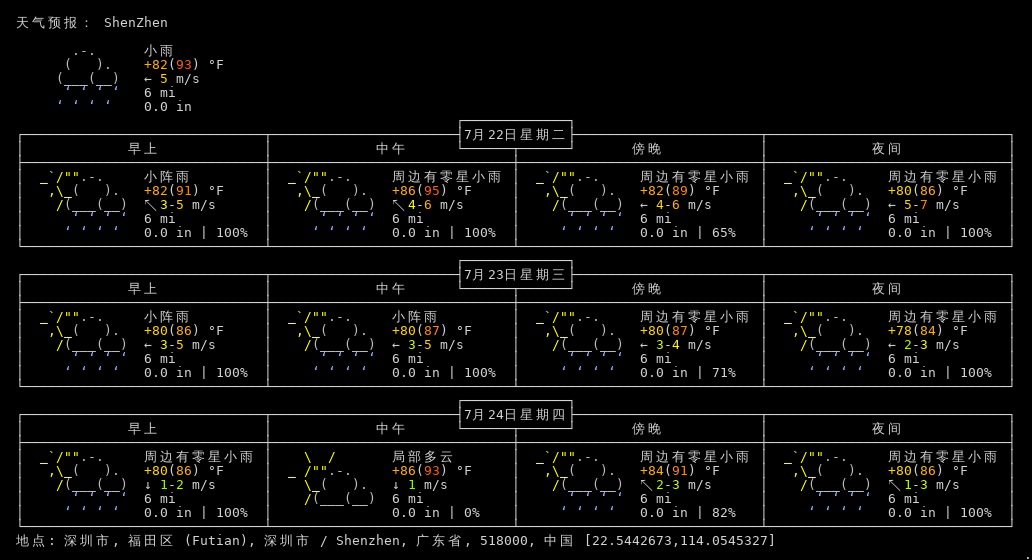 天气预报： ShenZhen
小雨
+82(93) °F
← 5 m/s
6 mi
0.0 in
7月22日星期二
早上 中午 傍晚 夜间
小阵雨 周边有零星小雨 周边有零星小雨 周边有零星小雨
+82(91) °F +86(95) °F +82(89) °F +80(86) °F
↖ 3-5 m/s ↖ 4-6 m/s ← 4-6 m/s ← 5-7 m/s
6 mi 6 mi 6 mi 6 mi
0.0 in | 100% 0.0 in | 100% 0.0 in | 65% 0.0 in | 100%
7月23日星期三
早上 中午 傍晚 夜间
小阵雨 小阵雨 周边有零星小雨 周边有零星小雨
+80(86) °F +80(87) °F +80(87) °F +78(84) °F
← 3-5 m/s ← 3-5 m/s ← 3-4 m/s ← 2-3 m/s
6 mi 6 mi 6 mi 6 mi
0.0 in | 100% 0.0 in | 100% 0.0 in | 71% 0.0 in | 100%
7月24日星期四
早上 中午 傍晚 夜间
周边有零星小雨 局部多云 周边有零星小雨 周边有零星小雨
+80(86) °F +86(93) °F +84(91) °F +80(86) °F
↓ 1-2 m/s ↓ 1 m/s ↖ 2-3 m/s ↖ 1-3 m/s
6 mi 6 mi 6 mi 6 mi
0.0 in | 100% 0.0 in | 0% 0.0 in | 82% 0.0 in | 100%
地点: 深圳市, 福田区 (Futian), 深圳市 / Shenzhen, 广东省, 518000, 中国 [22.5442673,114.0545327]